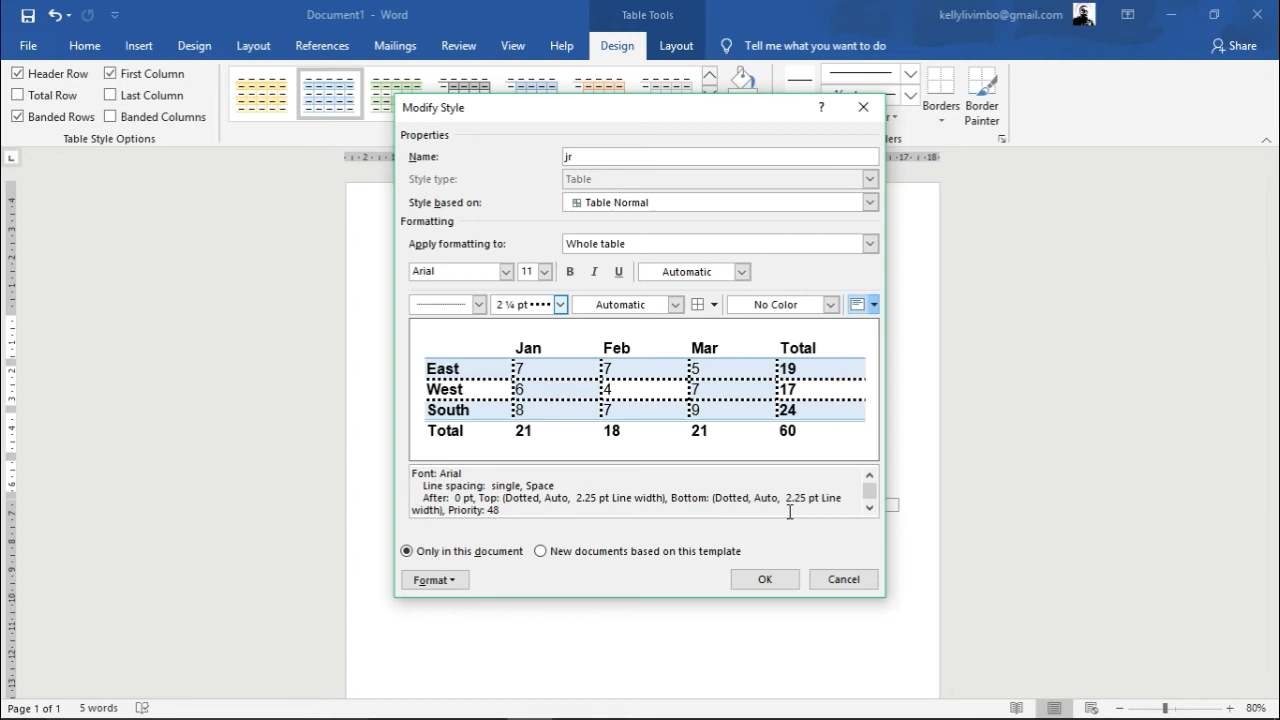 Document1 - Word
Table Tools
kellylivimbo@gmail.com
File Home Insert Design Layout References Mailings Review View Help Design Layout Tell me what you want to do Share
Header Row First Column
Total Row Last Column
Banded Rows Banded Columns
Table Style Options
Borders
Border
Painter
Modify Style
?
Properties
Name: jr
Style type: Table
Style based on: Table Normal
Formatting
Apply formatting to: Whole table
Arial 11 B I U Automatic
2 ¼ pt Automatic No Color
Jan Feb Mar Total
East 7 7 5 19
West 6 4 7 17
South 8 7 9 24
Total 21 18 21 60
Font: Arial
Line spacing: single, Space
After: 0 pt, Top: (Dotted, Auto, 2.25 pt Line width), Bottom: (Dotted, Auto, 2.25 pt Line
width), Priority: 48
Only in this document New documents based on this template
Format OK Cancel
Page 1 of 1 5 words 80%